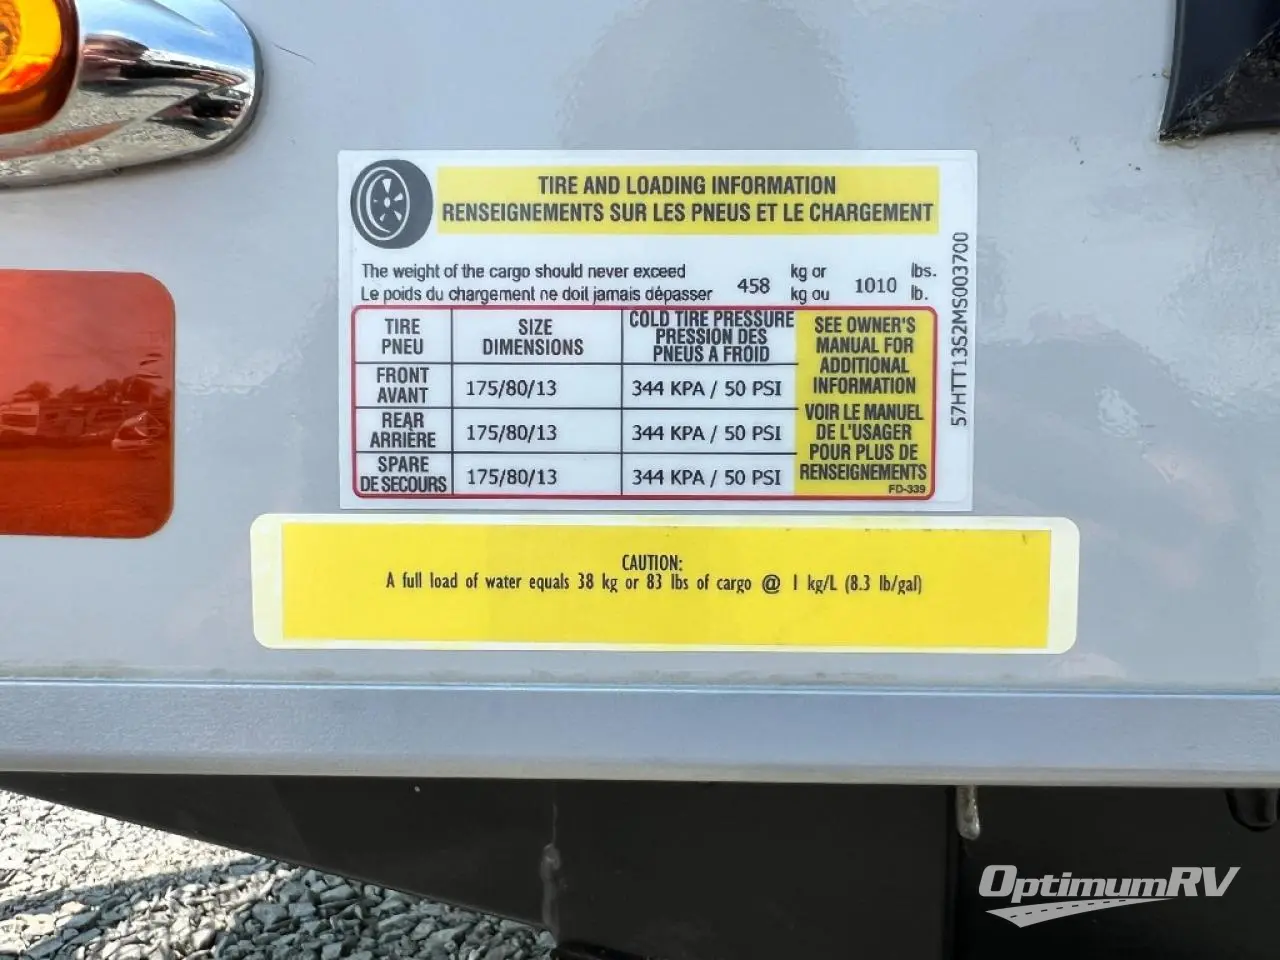 TIRE AND LOADING INFORMATION
RENSEIGNEMENTS SUR LES PNEUS ET LE CHARGEMENT
The weight of the cargo should never exceed 458 kg or 1010 lbs.
Le poids du chargement ne doit jamais dépasser kg ou lb.
TIRE
PNEU
SIZE
DIMENSIONS
COLD TIRE PRESSURE
PRESSION DES
PNEUS A FROID
FRONT
AVANT
175/80/13
344 KPA / 50 PSI
REAR
ARRIÈRE
175/80/13
344 KPA / 50 PSI
SPARE
DE SECOURS
175/80/13
344 KPA / 50 PSI
SEE OWNER'S
MANUAL FOR
ADDITIONAL
INFORMATION
VOIR LE MANUEL
DE L'USAGER
POUR PLUS DE
RENSEIGNEMENTS
FD-339
57HTT13S2MS003700
CAUTION:
A full load of water equals 38 kg or 83 lbs of cargo @ 1 kg/L (8.3 lb/gal)
OptimumRV